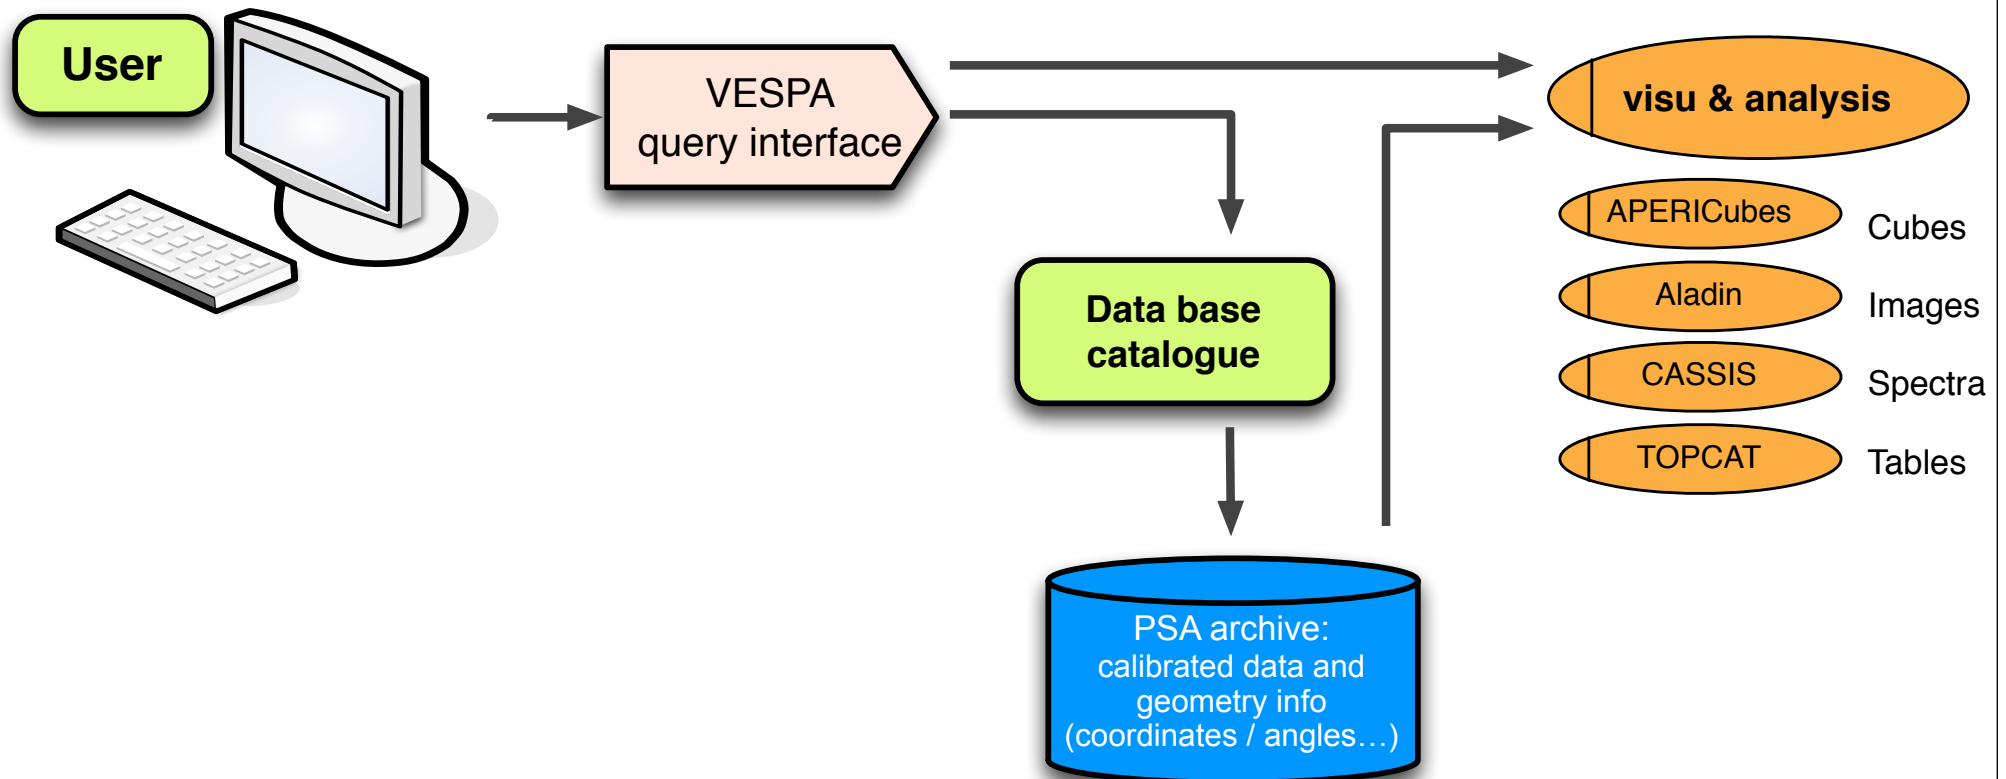 User
VESPA
query interface
visu & analysis
APERICubes
Cubes
Aladin
Images
CASSIS
Spectra
TOPCAT
Tables
Data base
catalogue
PSA archive:
calibrated data and
geometry info
(coordinates / angles…)